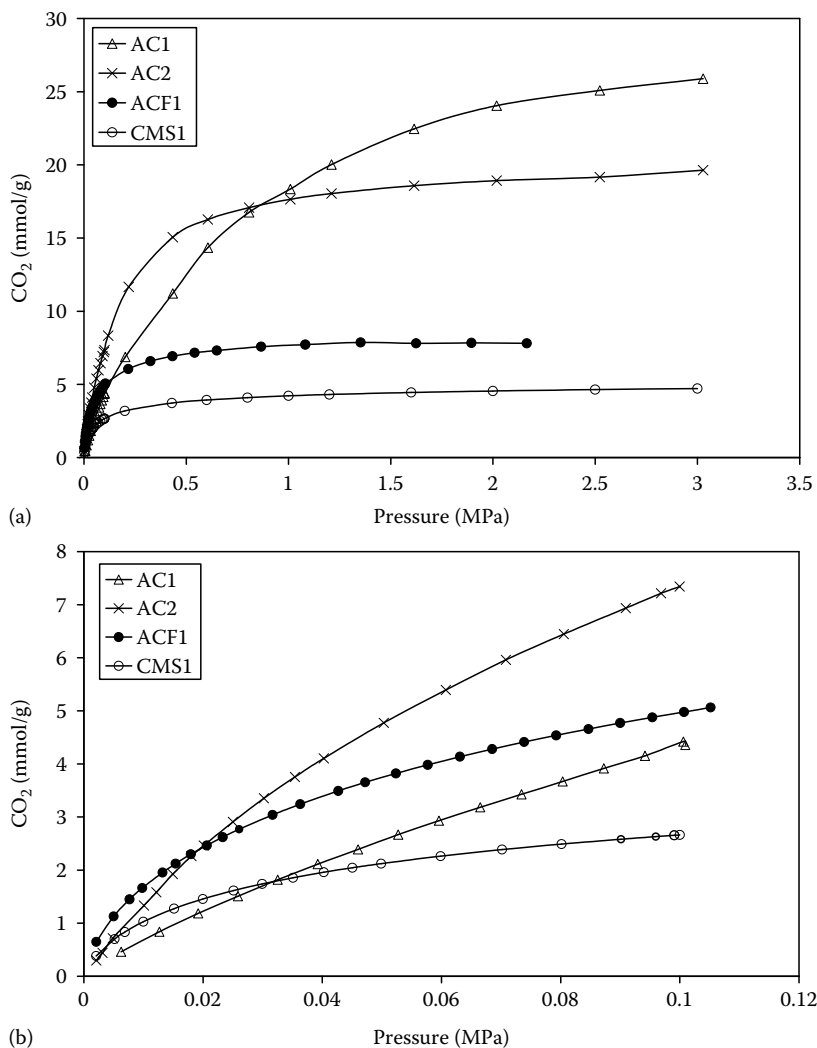 30
25
20
15
10
5
0
CO2 (mmol/g)
AC1
AC2
ACF1
CMS1
0 0.5 1 1.5 2 2.5 3 3.5
(a)
Pressure (MPa)
8
7
6
5
4
3
2
1
0
CO2 (mmol/g)
AC1
AC2
ACF1
CMS1
0 0.02 0.04 0.06 0.08 0.1 0.12
(b)
Pressure (MPa)